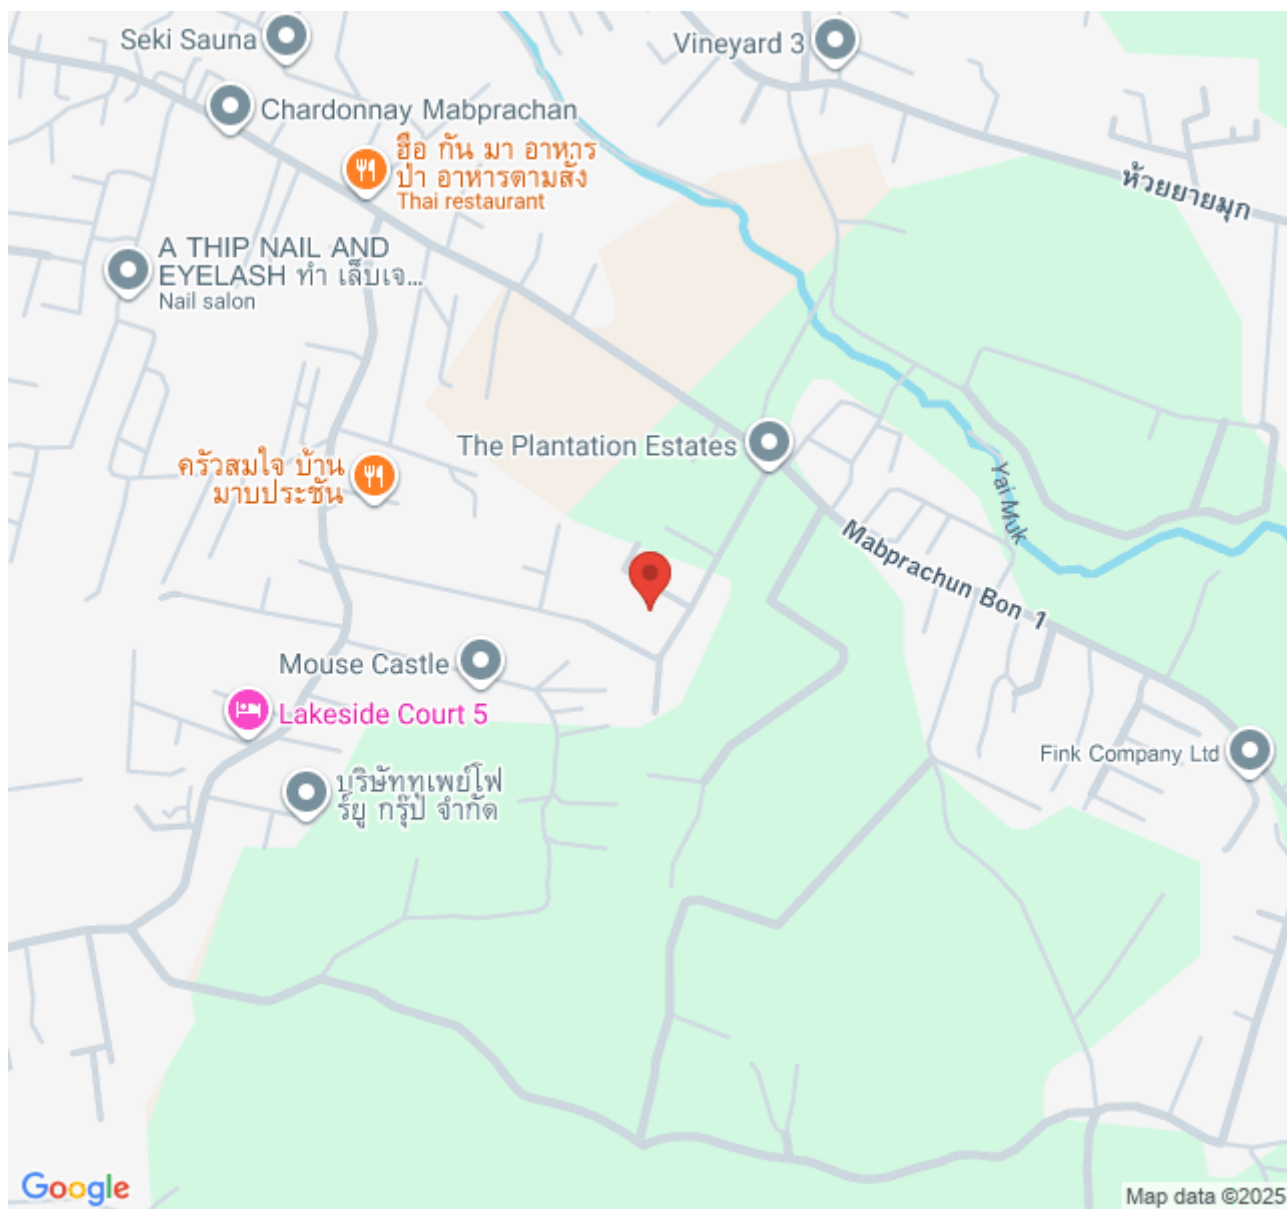 Seki Sauna
Vineyard 3
Chardonnay Mabprachan
ฮือ กัน มา อาหาร
ป่า อาหารตามสั่ง
Thai restaurant
ห้วยยายมุก
A THIP NAIL AND
EYELASH ทำ เล็บเจ...
Nail salon
The Plantation Estates
ครัวสมใจ บ้าน
มาบประชัน
Yai Muk
Mabprachun Bon 1
Mouse Castle
Lakeside Court 5
Fink Company Ltd
บริษัททูเพย์โฟ
ร์ยู กรุ๊ป จำกัด
Google
Map data ©2025